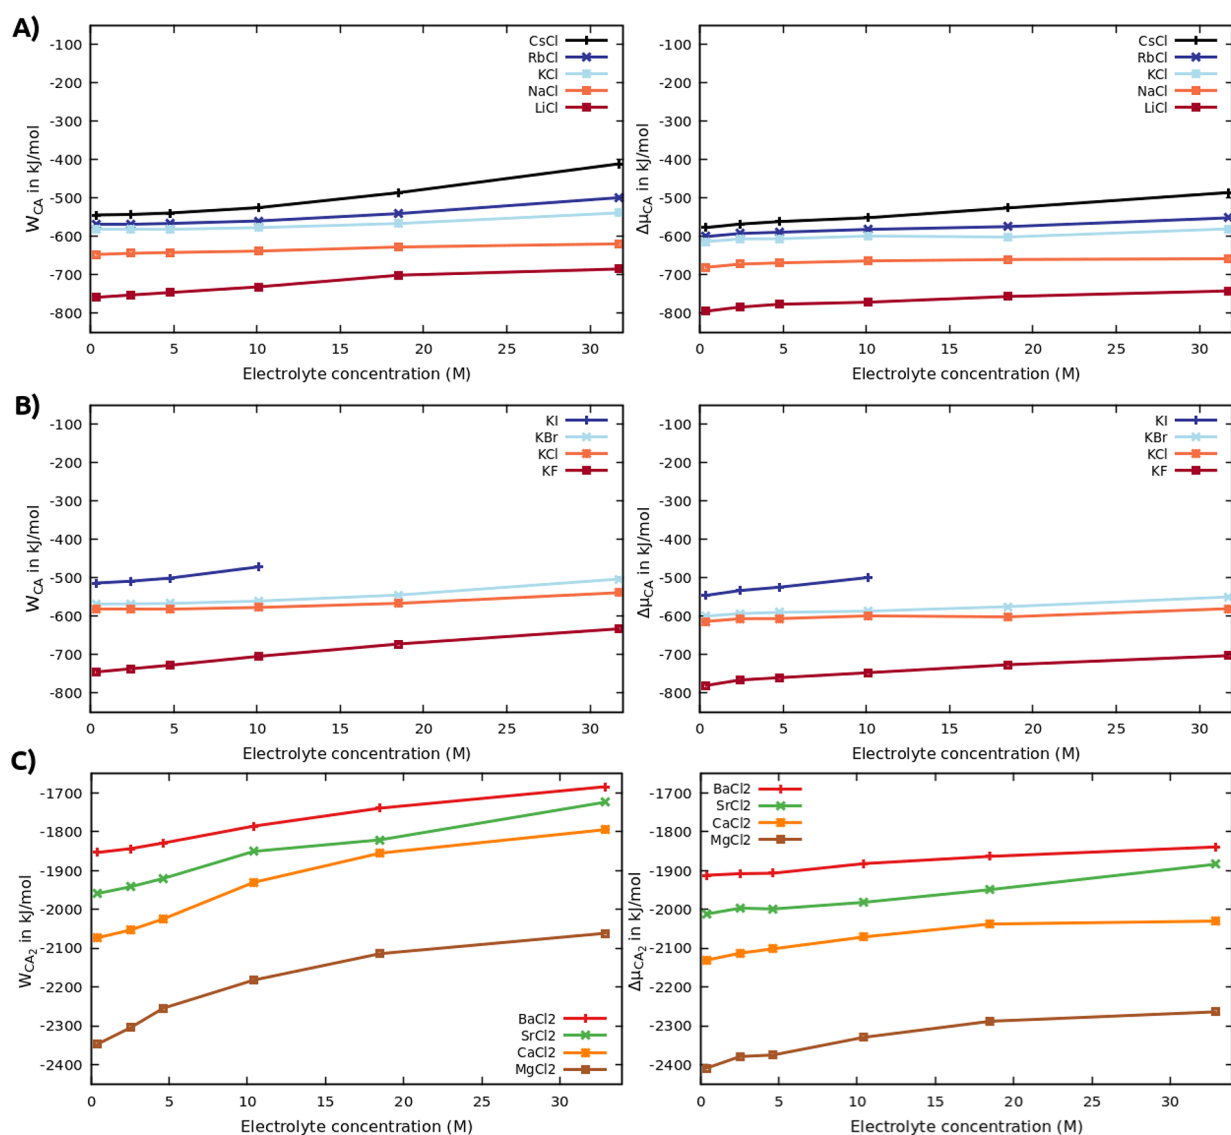 A)
-100
-200
-300
-400
-500
-600
-700
-800
W_CA in kJ/mol
CsCl
RbCl
KCl
NaCl
LiCl
0 5 10 15 20 25 30
Electrolyte concentration (M)
-100
-200
-300
-400
-500
-600
-700
-800
Δμ_CA in kJ/mol
CsCl
RbCl
KCl
NaCl
LiCl
0 5 10 15 20 25 30
Electrolyte concentration (M)
B)
-100
-200
-300
-400
-500
-600
-700
-800
W_CA in kJ/mol
KI
KBr
KCl
KF
0 5 10 15 20 25 30
Electrolyte concentration (M)
-100
-200
-300
-400
-500
-600
-700
-800
Δμ_CA in kJ/mol
KI
KBr
KCl
KF
0 5 10 15 20 25 30
Electrolyte concentration (M)
C)
-1700
-1800
-1900
-2000
-2100
-2200
-2300
-2400
W_CA₂ in kJ/mol
BaCl2
SrCl2
CaCl2
MgCl2
0 5 10 15 20 25 30
Electrolyte concentration (M)
-1700
-1800
-1900
-2000
-2100
-2200
-2300
-2400
Δμ_CA₂ in kJ/mol
BaCl2
SrCl2
CaCl2
MgCl2
0 5 10 15 20 25 30
Electrolyte concentration (M)